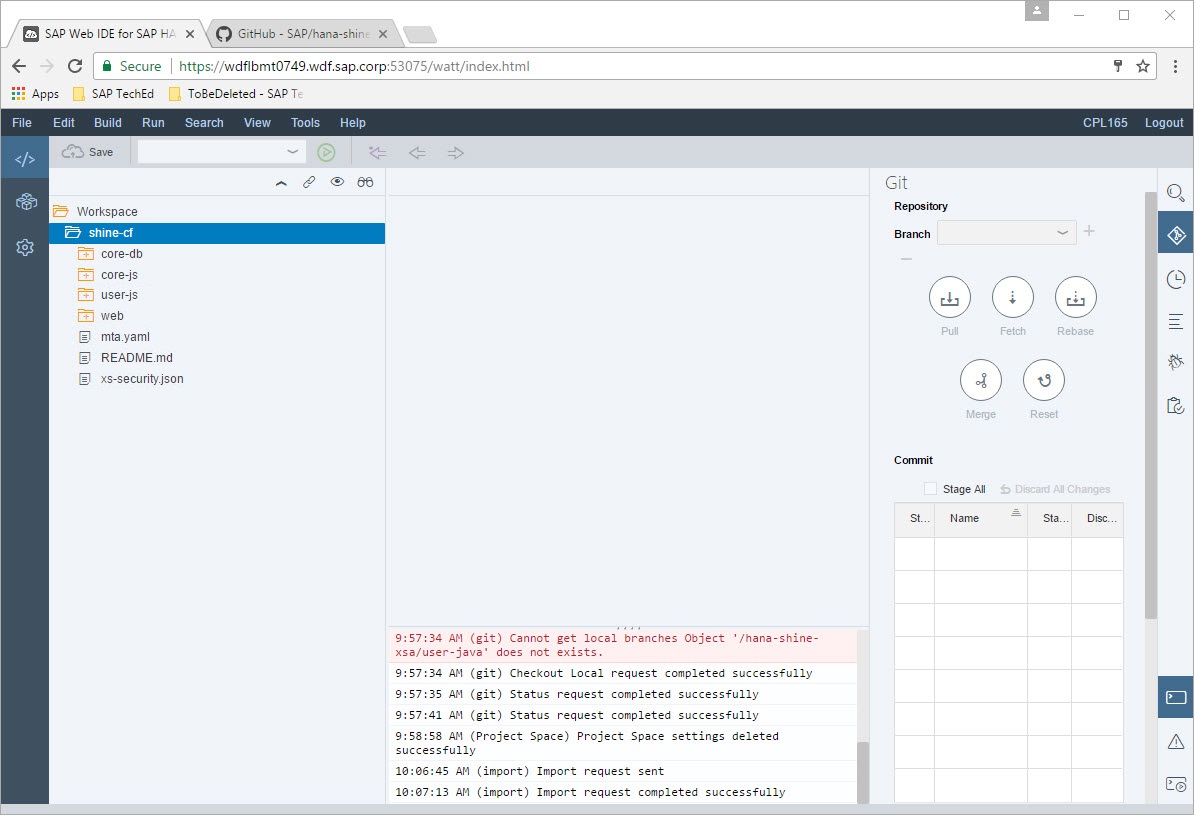 SAP Web IDE for SAP HA
GitHub - SAP/hana-shine
Secure
https://wdflbmt0749.wdf.sap.corp:53075/watt/index.html
Apps
SAP TechEd
ToBeDeleted - SAP Te
File
Edit
Build
Run
Search
View
Tools
Help
CPL165
Logout
Save
Workspace
shine-cf
core-db
core-js
user-js
web
mta.yaml
README.md
xs-security.json
9:57:34 AM (git) Cannot get local branches Object '/hana-shine-
xsa/user-java' does not exists.
9:57:34 AM (git) Checkout Local request completed successfully
9:57:35 AM (git) Status request completed successfully
9:57:41 AM (git) Status request completed successfully
9:58:58 AM (Project Space) Project Space settings deleted
successfully
10:06:45 AM (import) Import request sent
10:07:13 AM (import) Import request completed successfully
Git
Repository
Branch
Pull
Fetch
Rebase
Merge
Reset
Commit
Stage All
Discard All Changes
St...
Name
Sta...
Disc...